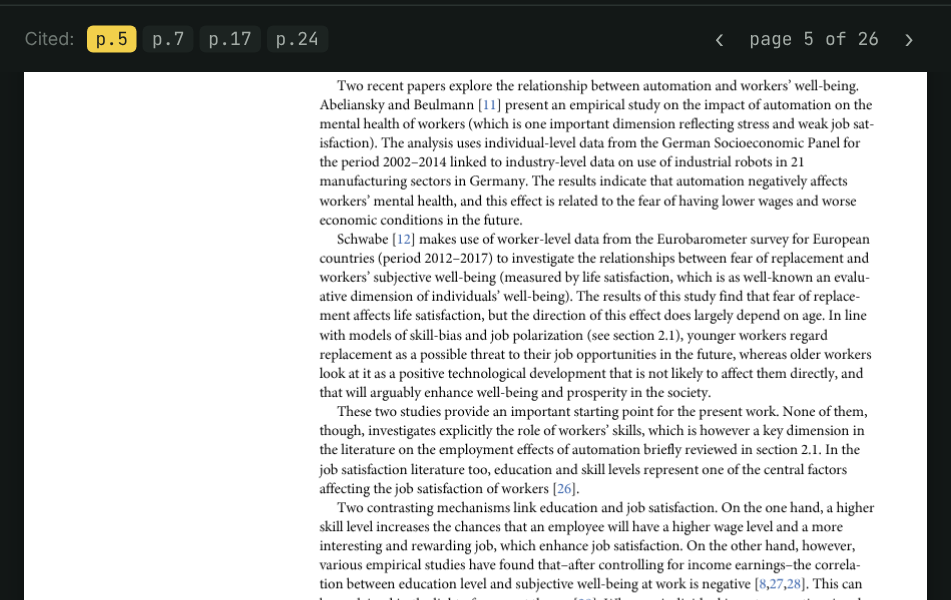 Cited: p.5 p.7 p.17 p.24 ‹ page 5 of 26 ›
Two recent papers explore the relationship between automation and workers’ well-being.
Abeliansky and Beulmann [11] present an empirical study on the impact of automation on the
mental health of workers (which is one important dimension reflecting stress and weak job sat-
isfaction). The analysis uses individual-level data from the German Socioeconomic Panel for
the period 2002–2014 linked to industry-level data on use of industrial robots in 21
manufacturing sectors in Germany. The results indicate that automation negatively affects
workers’ mental health, and this effect is related to the fear of having lower wages and worse
economic conditions in the future.
Schwabe [12] makes use of worker-level data from the Eurobarometer survey for European
countries (period 2012–2017) to investigate the relationships between fear of replacement and
workers’ subjective well-being (measured by life satisfaction, which is as well-known an evalu-
ative dimension of individuals’ well-being). The results of this study find that fear of replace-
ment affects life satisfaction, but the direction of this effect does largely depend on age. In line
with models of skill-bias and job polarization (see section 2.1), younger workers regard
replacement as a possible threat to their job opportunities in the future, whereas older workers
look at it as a positive technological development that is not likely to affect them directly, and
that will arguably enhance well-being and prosperity in the society.
These two studies provide an important starting point for the present work. None of them,
though, investigates explicitly the role of workers’ skills, which is however a key dimension in
the literature on the employment effects of automation briefly reviewed in section 2.1. In the
job satisfaction literature too, education and skill levels represent one of the central factors
affecting the job satisfaction of workers [26].
Two contrasting mechanisms link education and job satisfaction. On the one hand, a higher
skill level increases the chances that an employee will have a higher wage level and a more
interesting and rewarding job, which enhance job satisfaction. On the other hand, however,
various empirical studies have found that–after controlling for income earnings–the correla-
tion between education level and subjective well-being at work is negative [8,27,28]. This can